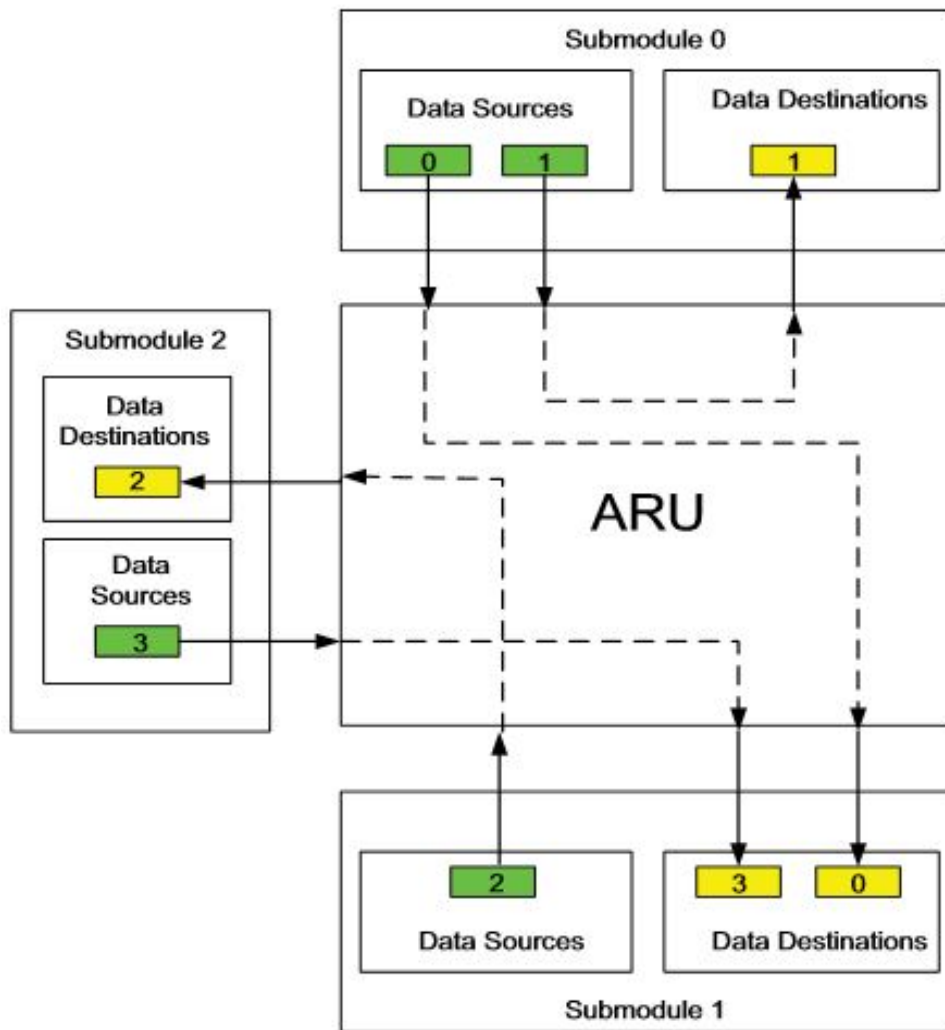 Submodule 0
Data Sources
0
1
Data Destinations
1
Submodule 2
Data
Destinations
2
Data
Sources
3
ARU
2
Data Sources
3
0
Data Destinations
Submodule 1